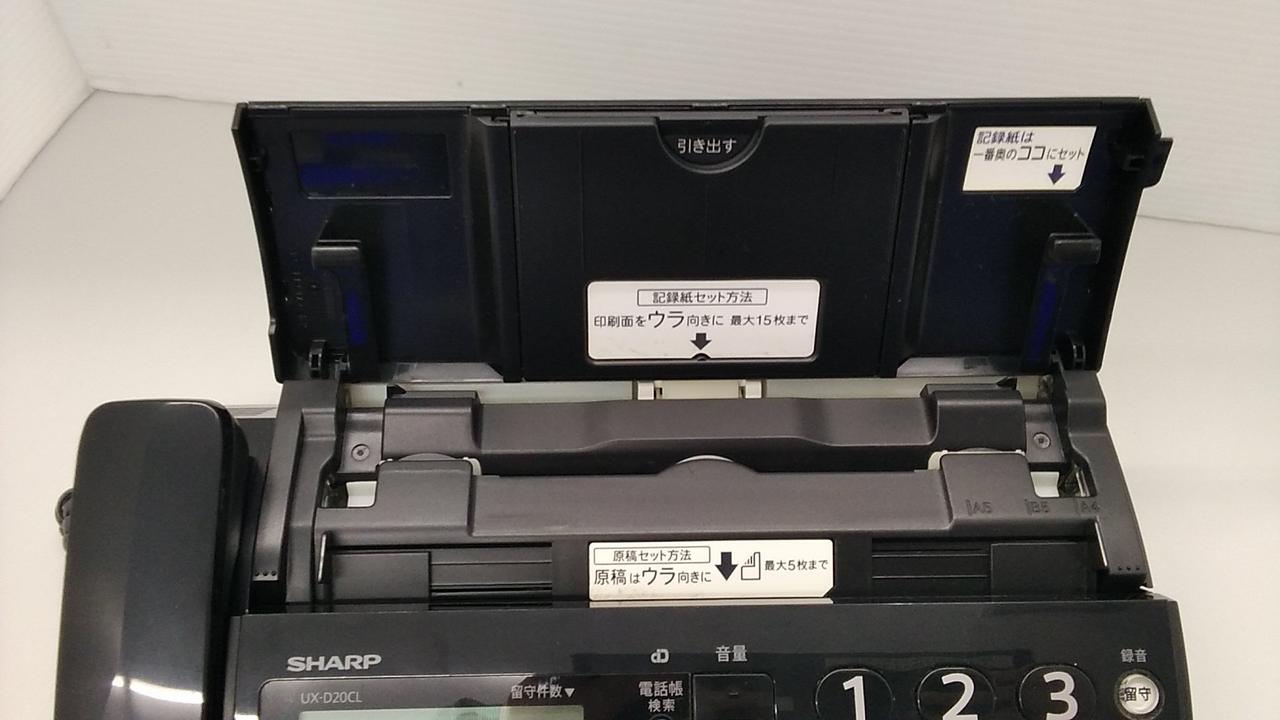 引き出す
記録紙は
一番奥のココにセット
記録紙セット方法
印刷面をウラ向きに 最大15枚まで
A5 B5 A4
原稿セット方法
原稿はウラ向きに 最大5枚まで
SHARP
UX-D20CL
留守件数▼
電話帳
検索
音量
1 2 3
録音
留守